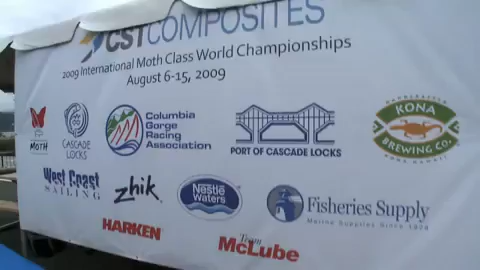 CST COMPOSITES
2009 International Moth Class World Championships
August 6-15, 2009
MOTH
CASCADE
LOCKS
Columbia
Gorge
Racing
Association
PORT OF CASCADE LOCKS
KONA
BREWING CO.
West Coast
SAILING
zhik
Nestlé
Waters
Fisheries Supply
Marine Supplies Since 1928
HARKEN
Team
McLube